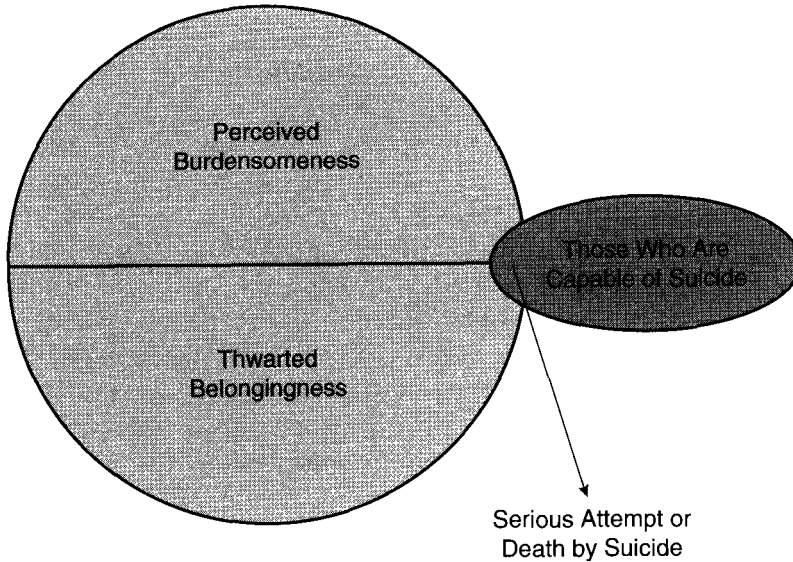 Perceived
Burdensomeness
Those Who Are
Capable of Suicide
Thwarted
Belongingness
Serious Attempt or
Death by Suicide